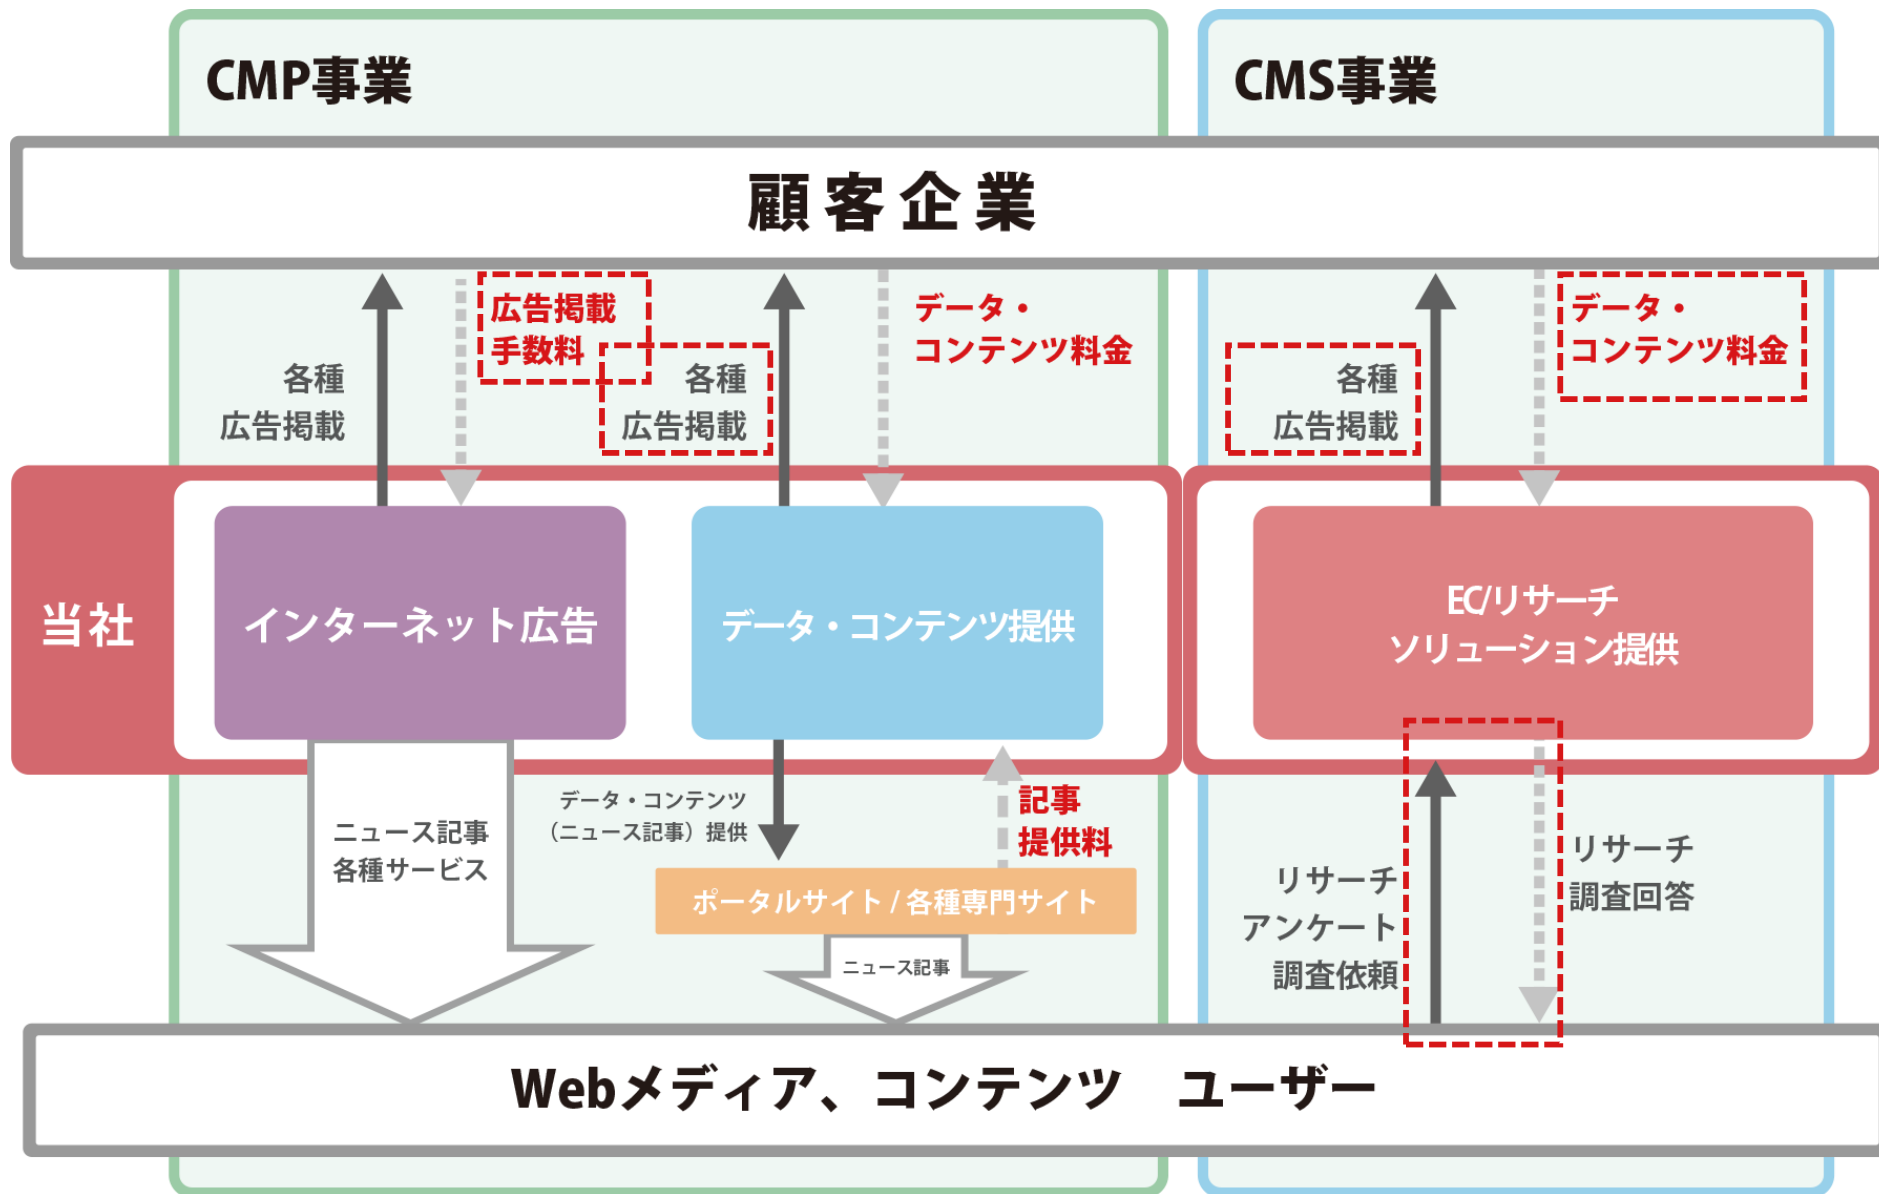 CMP事業
CMS事業
顧客企業
広告掲載
手数料
各種
広告掲載
各種
広告掲載
データ・
コンテンツ料金
各種
広告掲載
データ・
コンテンツ料金
当社
インターネット広告
データ・コンテンツ提供
EC/リサーチ
ソリューション提供
ニュース記事
各種サービス
データ・コンテンツ
（ニュース記事）提供
記事
提供料
ポータルサイト / 各種専門サイト
ニュース記事
リサーチ
アンケート
調査依頼
リサーチ
調査回答
Webメディア、コンテンツ　ユーザー